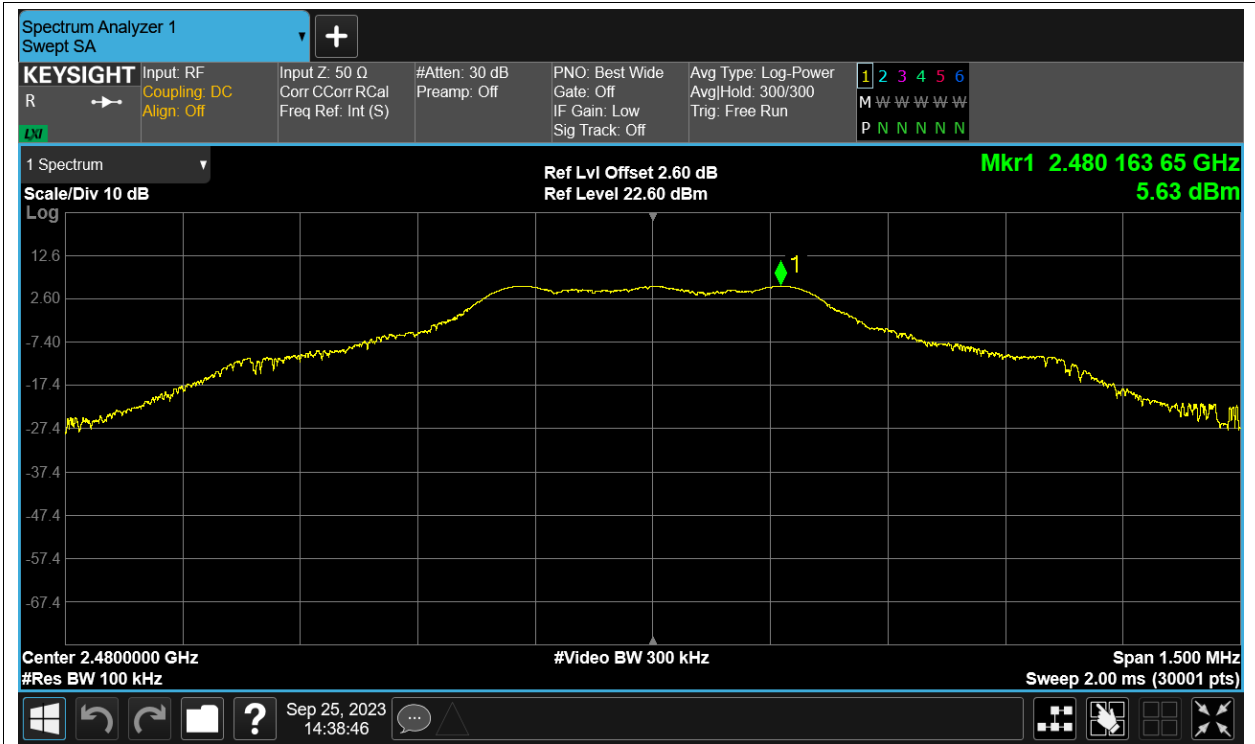 Spectrum Analyzer 1
Swept SA
KEYSIGHT
R
LXI
Input: RF
Coupling: DC
Align: Off
Input Z: 50 Ω
Corr CCorr RCal
Freq Ref: Int (S)
#Atten: 30 dB
Preamp: Off
PNO: Best Wide
Gate: Off
IF Gain: Low
Sig Track: Off
Avg Type: Log-Power
Avg|Hold: 300/300
Trig: Free Run
1 2 3 4 5 6
M W W W W W
P N N N N N
1 Spectrum
Scale/Div 10 dB
Log
Ref Lvl Offset 2.60 dB
Ref Level 22.60 dBm
Mkr1 2.480 163 65 GHz
5.63 dBm
1
12.6
2.60
-7.40
-17.4
-27.4
-37.4
-47.4
-57.4
-67.4
Center 2.4800000 GHz
#Video BW 300 kHz
Span 1.500 MHz
#Res BW 100 kHz
Sweep 2.00 ms (30001 pts)
?
Sep 25, 2023
14:38:46